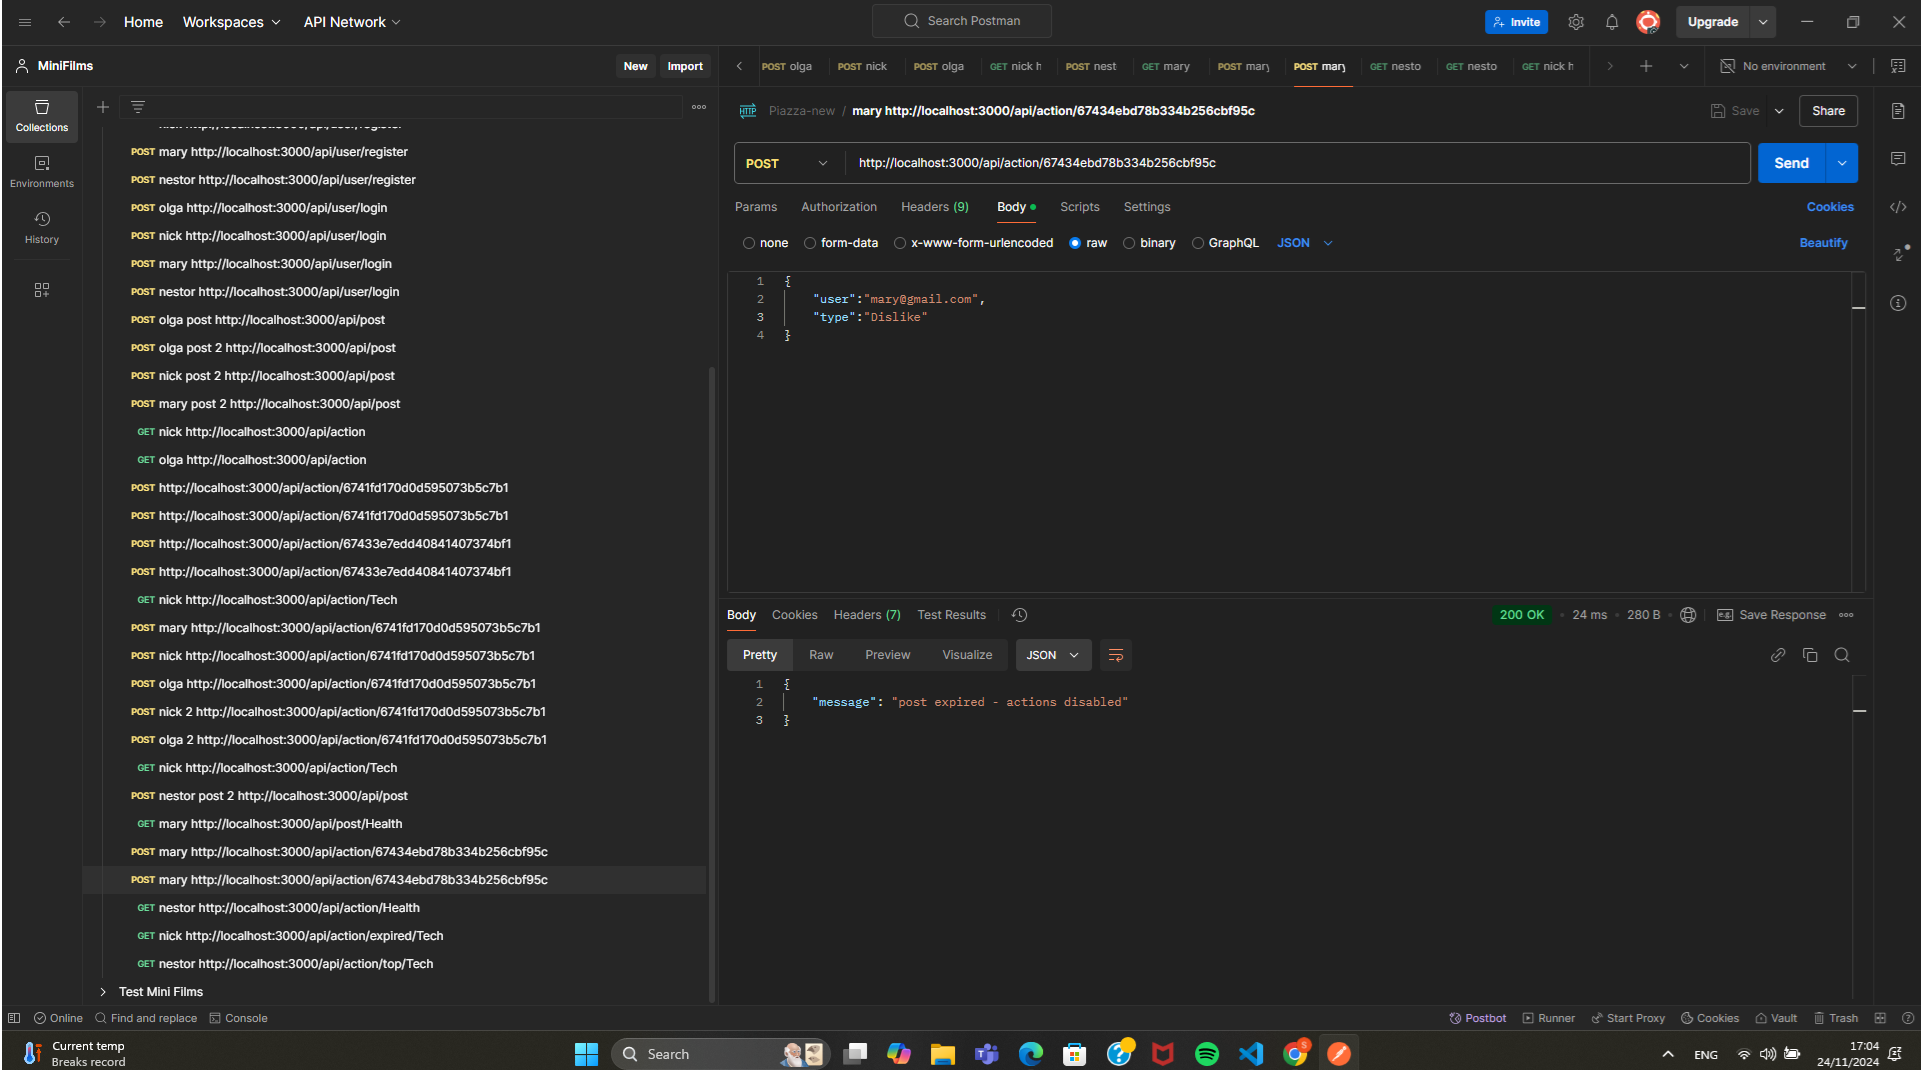 Home
Workspaces
API Network
Search Postman
Invite
Upgrade
MiniFilms
New
Import
POST olga
POST nick
POST olga
GET nick h
POST nest
GET mary
POST mary
POST mary
GET nesto
GET nesto
GET nick h
No environment
Collections
Environments
History
POST mary http://localhost:3000/api/user/register
POST nestor http://localhost:3000/api/user/register
POST olga http://localhost:3000/api/user/login
POST nick http://localhost:3000/api/user/login
POST mary http://localhost:3000/api/user/login
POST nestor http://localhost:3000/api/user/login
POST olga post http://localhost:3000/api/post
POST olga post 2 http://localhost:3000/api/post
POST nick post 2 http://localhost:3000/api/post
POST mary post 2 http://localhost:3000/api/post
GET nick http://localhost:3000/api/action
GET olga http://localhost:3000/api/action
POST http://localhost:3000/api/action/6741fd170d0d595073b5c7b1
POST http://localhost:3000/api/action/6741fd170d0d595073b5c7b1
POST http://localhost:3000/api/action/67433e7edd40841407374bf1
POST http://localhost:3000/api/action/67433e7edd40841407374bf1
GET nick http://localhost:3000/api/action/Tech
POST mary http://localhost:3000/api/action/6741fd170d0d595073b5c7b1
POST nick http://localhost:3000/api/action/6741fd170d0d595073b5c7b1
POST olga http://localhost:3000/api/action/6741fd170d0d595073b5c7b1
POST nick 2 http://localhost:3000/api/action/6741fd170d0d595073b5c7b1
POST olga 2 http://localhost:3000/api/action/6741fd170d0d595073b5c7b1
GET nick http://localhost:3000/api/action/Tech
POST nestor post 2 http://localhost:3000/api/post
GET mary http://localhost:3000/api/post/Health
POST mary http://localhost:3000/api/action/67434ebd78b334b256cbf95c
POST mary http://localhost:3000/api/action/67434ebd78b334b256cbf95c
GET nestor http://localhost:3000/api/action/Health
GET nick http://localhost:3000/api/action/expired/Tech
GET nestor http://localhost:3000/api/action/top/Tech
Test Mini Films
HTTP Piazza-new / mary http://localhost:3000/api/action/67434ebd78b334b256cbf95c
Save
Share
POST
http://localhost:3000/api/action/67434ebd78b334b256cbf95c
Send
Params
Authorization
Headers (9)
Body
Scripts
Settings
Cookies
none
form-data
x-www-form-urlencoded
raw
binary
GraphQL
JSON
Beautify
1 {
2 "user":"mary@gmail.com",
3 "type":"Dislike"
4 }
Body
Cookies
Headers (7)
Test Results
200 OK
24 ms
280 B
e.g. Save Response
Pretty
Raw
Preview
Visualize
JSON
1 {
2 "message": "post expired - actions disabled"
3 }
Online
Find and replace
Console
Postbot
Runner
Start Proxy
Cookies
Vault
Trash
Current temp
Breaks record
Search
ENG
17:04
24/11/2024